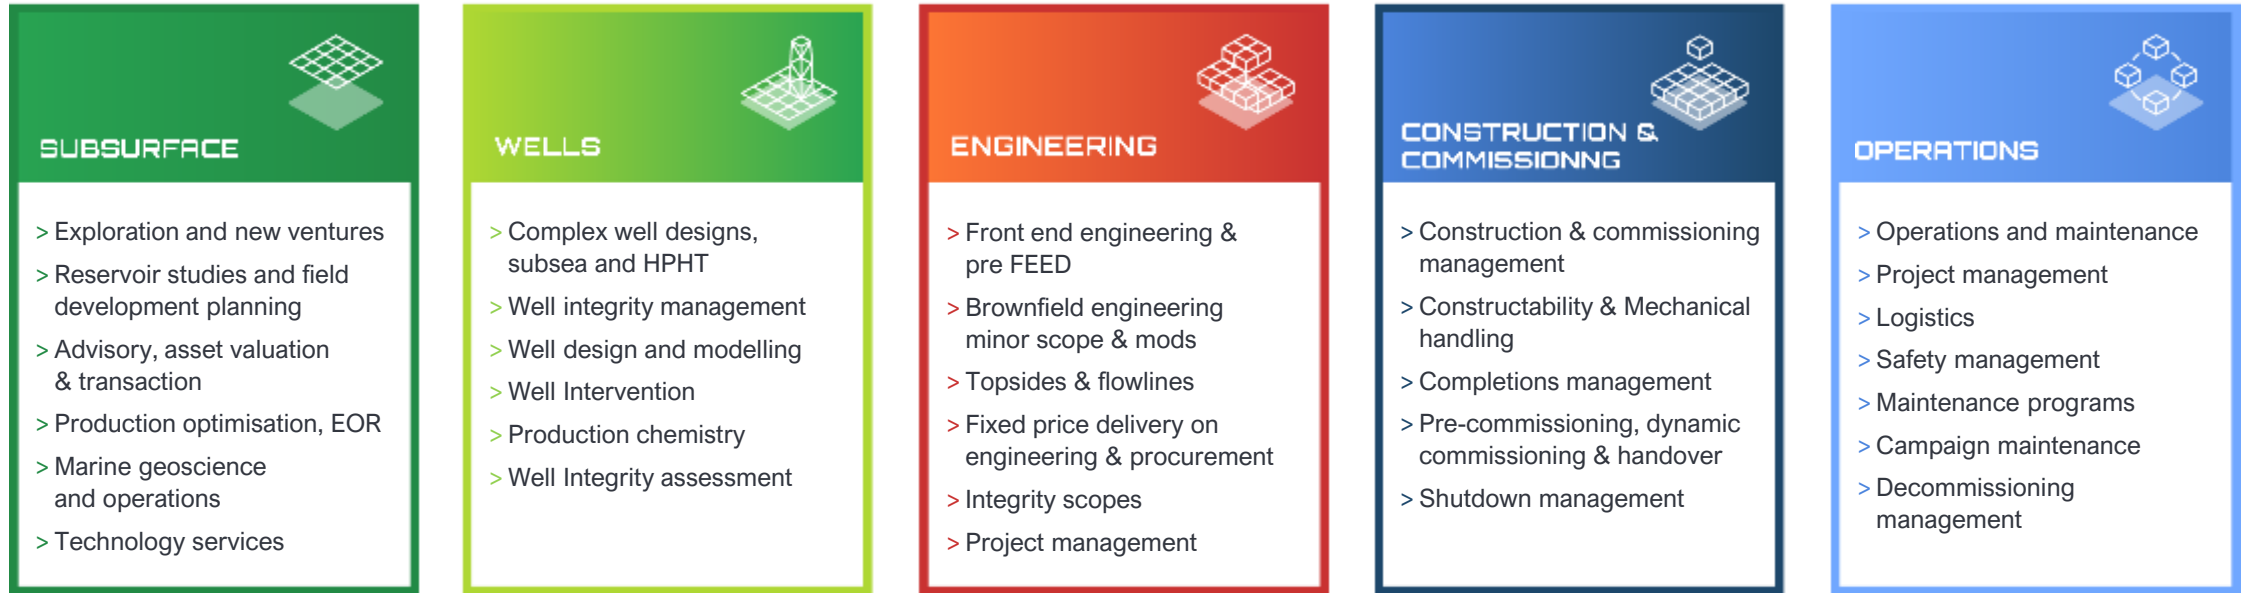 SUBSURFACE
> Exploration and new ventures
> Reservoir studies and field
development planning
> Advisory, asset valuation
& transaction
> Production optimisation, EOR
> Marine geoscience
and operations
> Technology services
WELLS
> Complex well designs,
subsea and HPHT
> Well integrity management
> Well design and modelling
> Well Intervention
> Production chemistry
> Well Integrity assessment
ENGINEERING
> Front end engineering &
pre FEED
> Brownfield engineering
minor scope & mods
> Topsides & flowlines
> Fixed price delivery on
engineering & procurement
> Integrity scopes
> Project management
CONSTRUCTION &
COMMISSIONNG
> Construction & commissioning
management
> Constructability & Mechanical
handling
> Completions management
> Pre-commissioning, dynamic
commissioning & handover
> Shutdown management
OPERATIONS
> Operations and maintenance
> Project management
> Logistics
> Safety management
> Maintenance programs
> Campaign maintenance
> Decommissioning
management